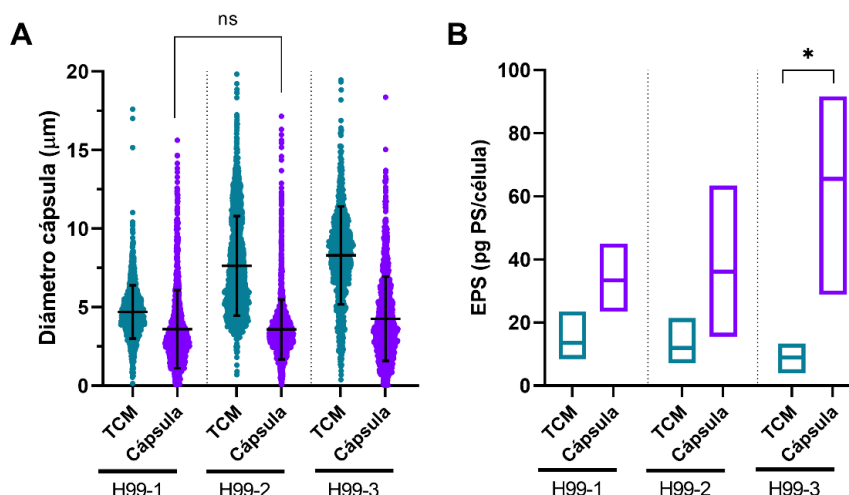 A
ns
Diámetro cápsula (μm)
20
15
10
5
0
TCM
Cápsula
TCM
Cápsula
TCM
Cápsula
H99-1
H99-2
H99-3
B
*
EPS (pg PS/célula)
100
80
60
40
20
0
TCM
Cápsula
TCM
Cápsula
TCM
Cápsula
H99-1
H99-2
H99-3